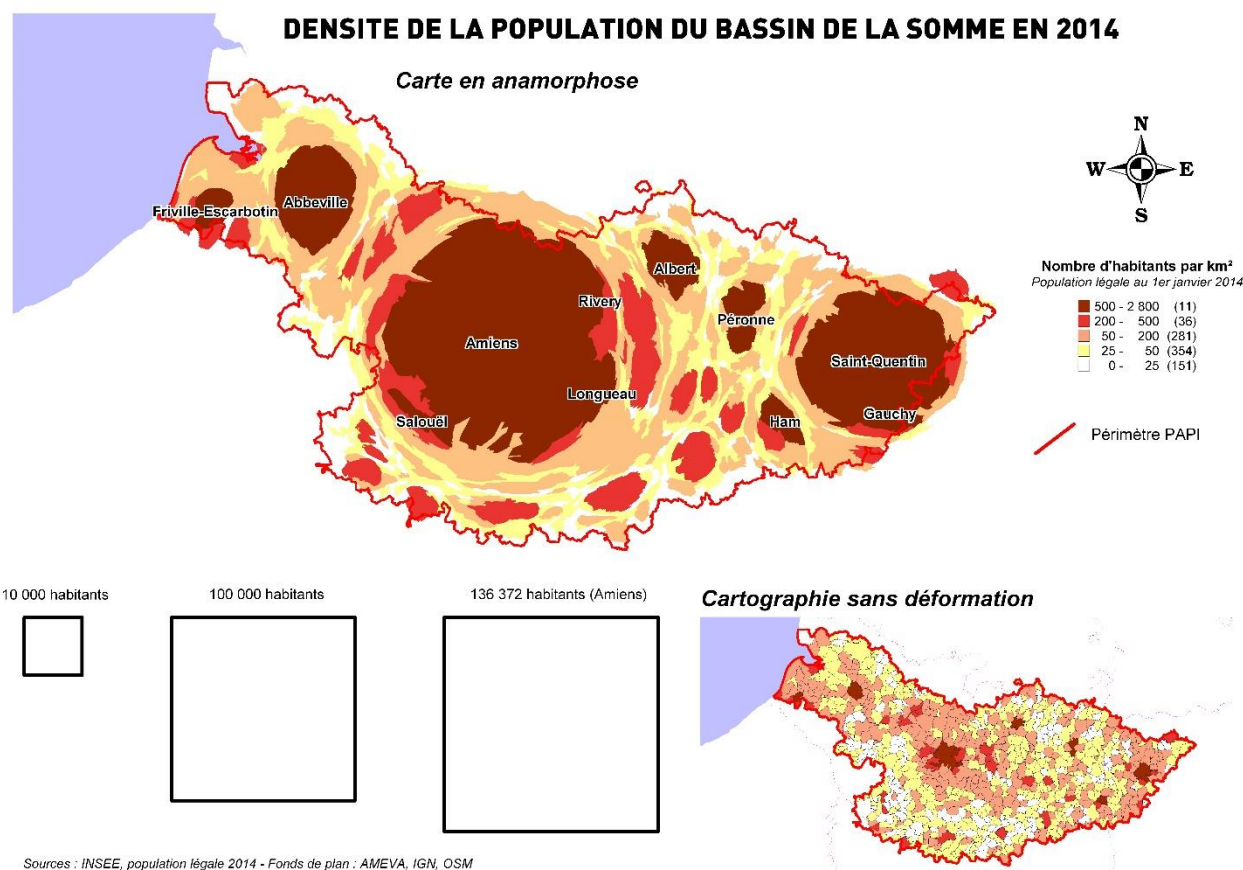 DENSITE DE LA POPULATION DU BASSIN DE LA SOMME EN 2014
Carte en anamorphose
N
W E
S
Friville-Escarbotin
Abbeville
Albert
Rivery
Péronne
Amiens
Saint-Quentin
Longueau
Salouël
Ham
Gauchy
Nombre d'habitants par km²
Population légale au 1er janvier 2014
500 - 2 800 (11)
200 - 500 (36)
50 - 200 (281)
25 - 50 (354)
0 - 25 (151)
Périmètre PAPI
10 000 habitants
100 000 habitants
136 372 habitants (Amiens)
Cartographie sans déformation
Sources : INSEE, population légale 2014 - Fonds de plan : AMEVA, IGN, OSM